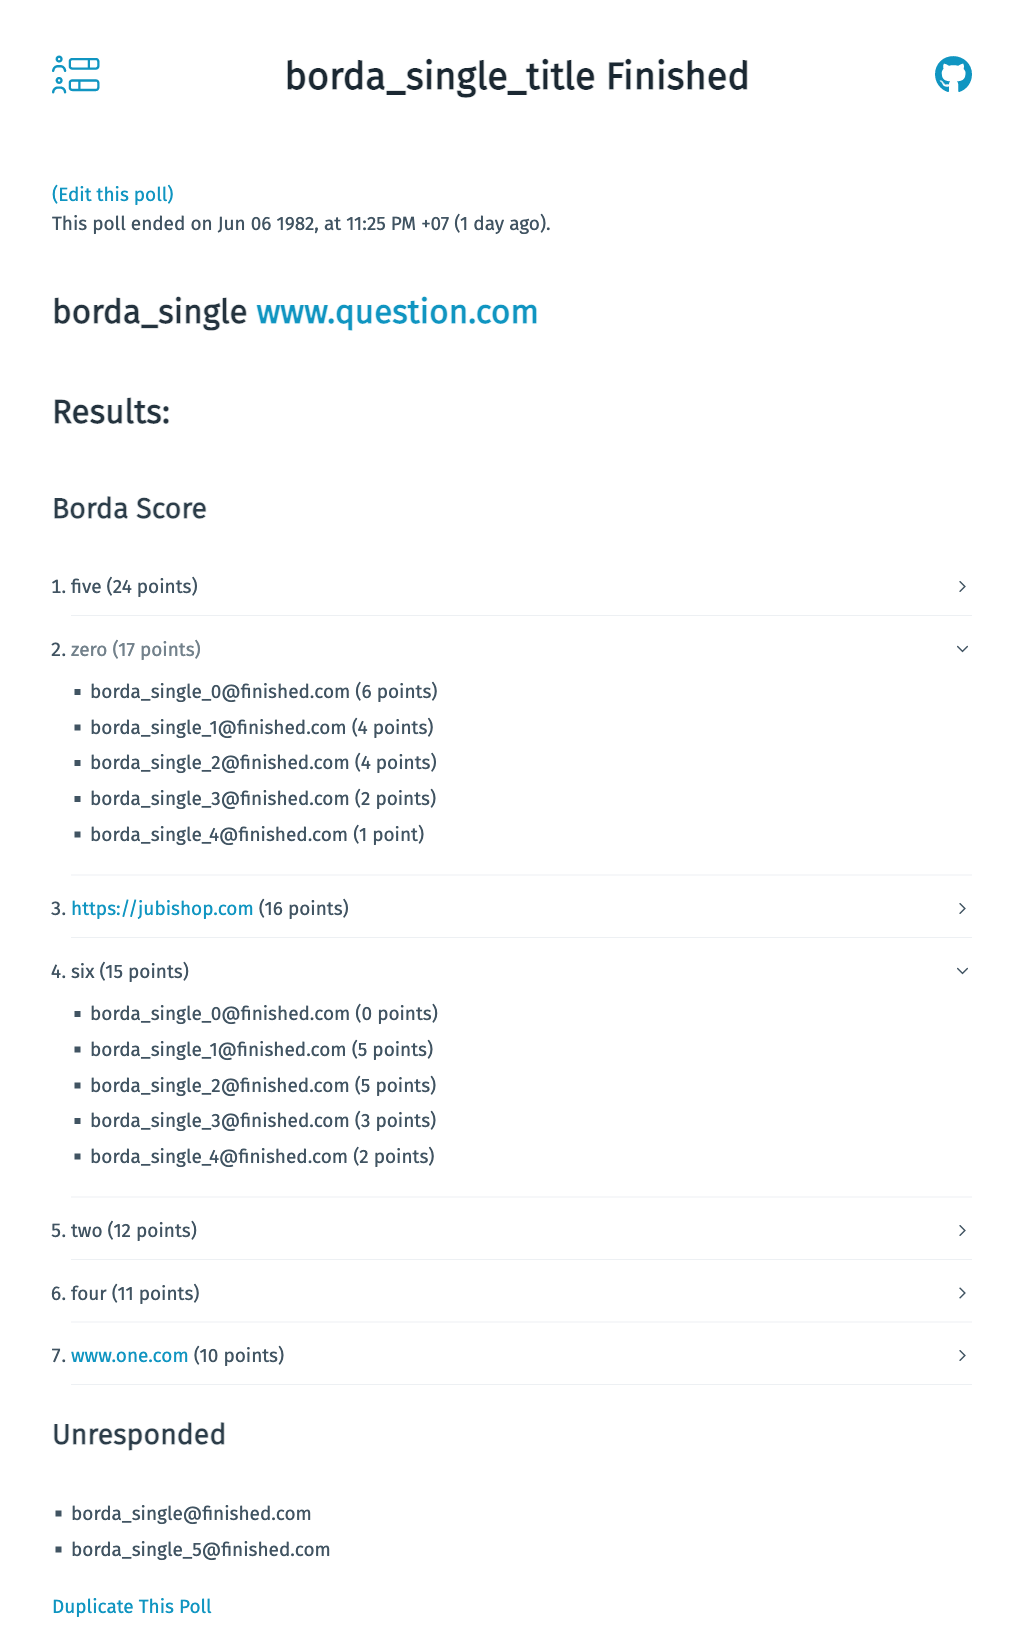 borda_single_title Finished
(Edit this poll)
This poll ended on Jun 06 1982, at 11:25 PM +07 (1 day ago).
borda_single www.question.com
Results:
Borda Score
1. five (24 points)
2. zero (17 points)
▪ borda_single_0@finished.com (6 points)
▪ borda_single_1@finished.com (4 points)
▪ borda_single_2@finished.com (4 points)
▪ borda_single_3@finished.com (2 points)
▪ borda_single_4@finished.com (1 point)
3. https://jubishop.com (16 points)
4. six (15 points)
▪ borda_single_0@finished.com (0 points)
▪ borda_single_1@finished.com (5 points)
▪ borda_single_2@finished.com (5 points)
▪ borda_single_3@finished.com (3 points)
▪ borda_single_4@finished.com (2 points)
5. two (12 points)
6. four (11 points)
7. www.one.com (10 points)
Unresponded
▪ borda_single@finished.com
▪ borda_single_5@finished.com
Duplicate This Poll